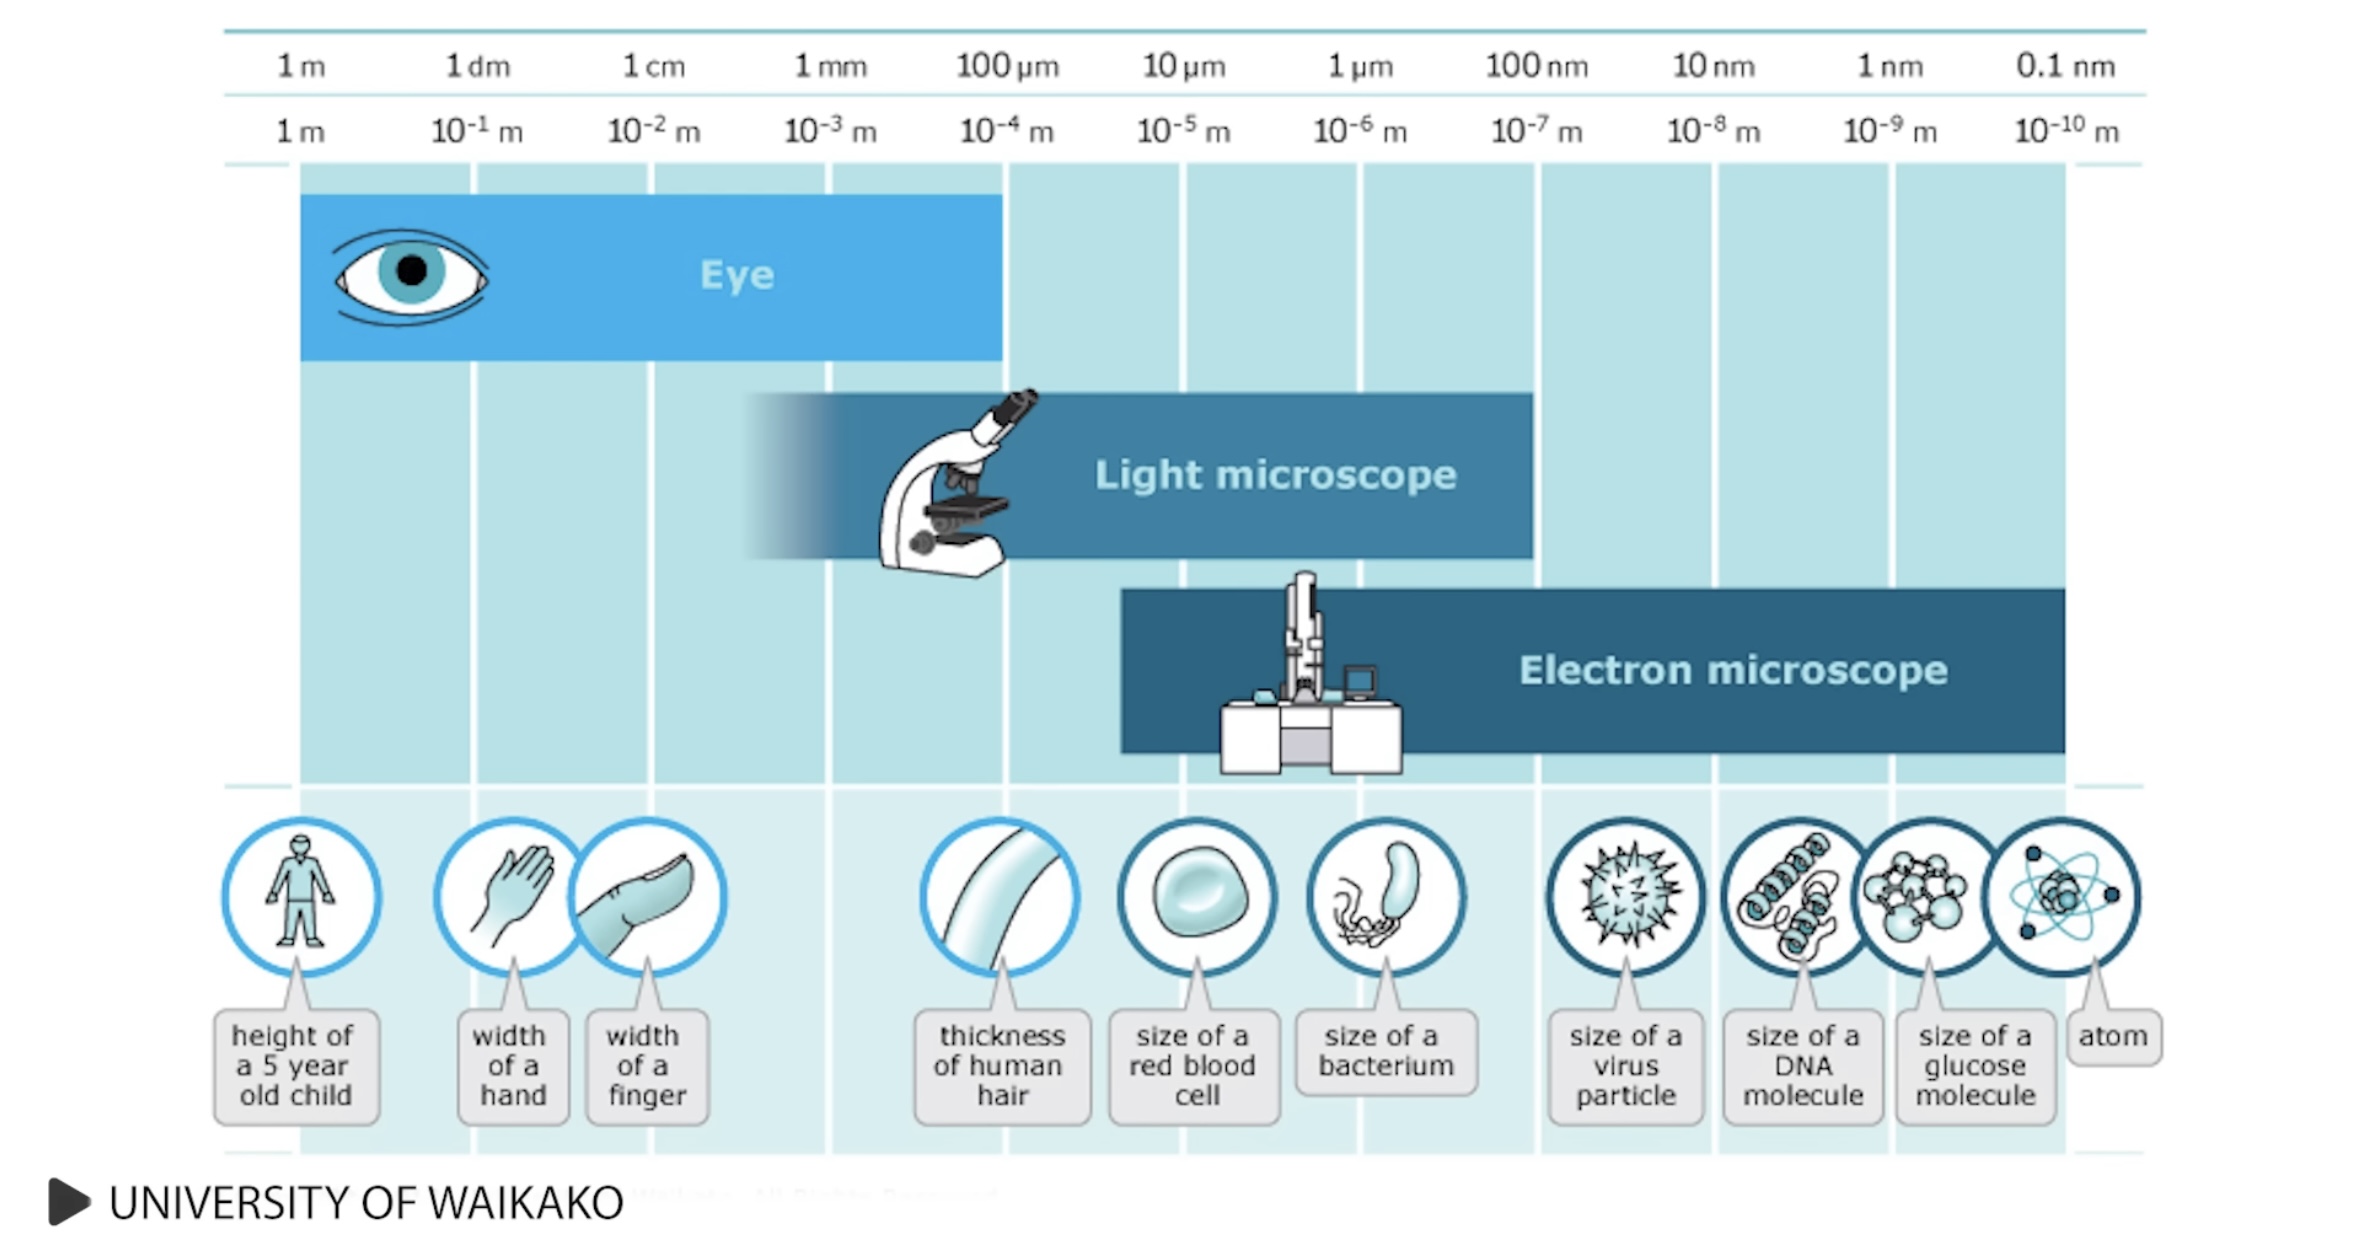 1 m 1 dm 1 cm 1 mm 100 µm 10 µm 1 µm 100 nm 10 nm 1 nm 0.1 nm
1 m 10⁻¹ m 10⁻² m 10⁻³ m 10⁻⁴ m 10⁻⁵ m 10⁻⁶ m 10⁻⁷ m 10⁻⁸ m 10⁻⁹ m 10⁻¹⁰ m
Eye
Light microscope
Electron microscope
height of
a 5 year
old child
width
of a
hand
width
of a
finger
thickness
of human
hair
size of a
red blood
cell
size of a
bacterium
size of a
virus
particle
size of a
DNA
molecule
size of a
glucose
molecule
atom
UNIVERSITY OF WAIKAKO